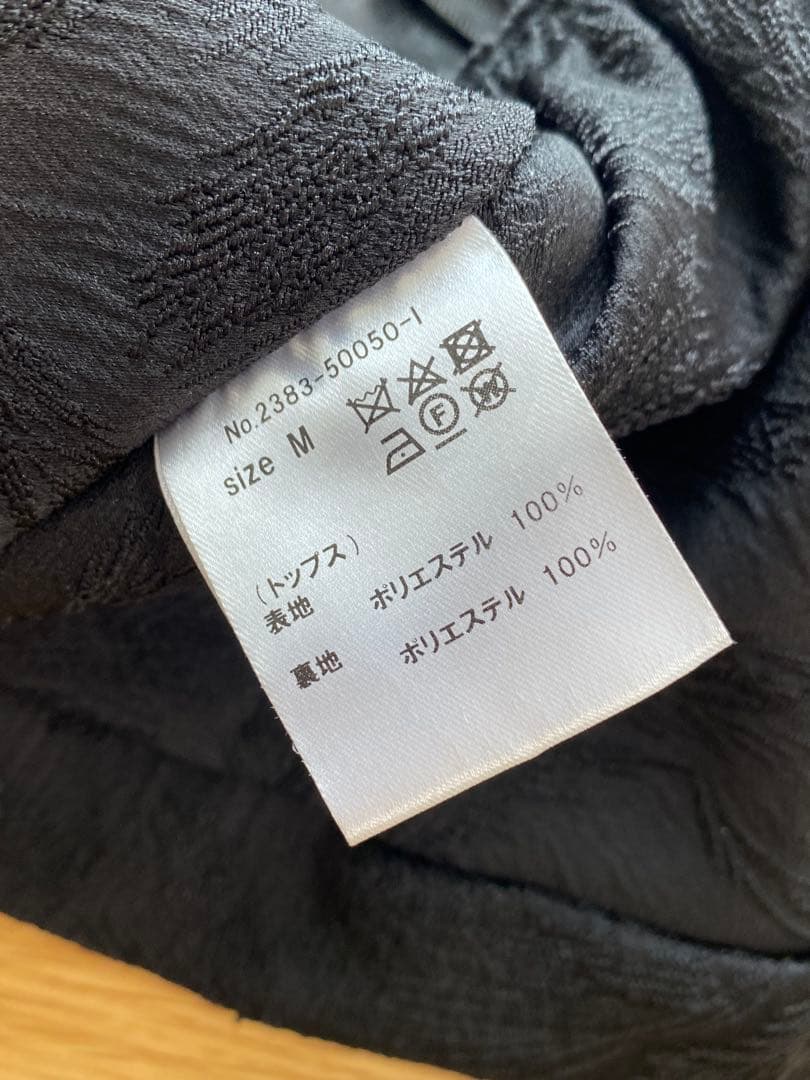 No.2383-50050-1
size M
F W
(トップス)
表地 ポリエステル 100%
裏地 ポリエステル 100%